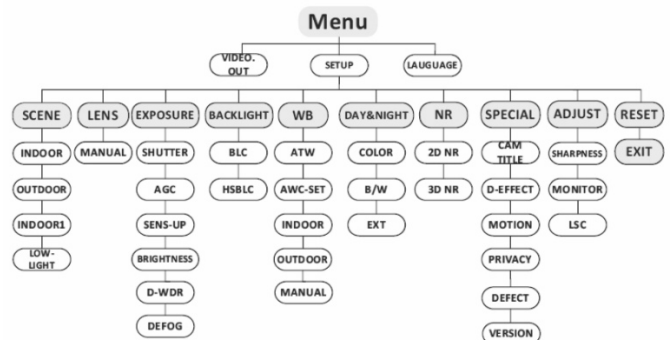 Menu
VIDEO.
OUT
SETUP
LAUGUAGE
SCENE LENS EXPOSURE BACKLIGHT WB DAY&NIGHT NR SPECIAL ADJUST RESET
INDOOR MANUAL SHUTTER BLC ATW COLOR 2D NR CAM
TITLE SHARPNESS EXIT
OUTDOOR AGC HSBLC AWC-SET B/W 3D NR D-EFFECT MONITOR
INDOOR1 SENS-UP INDOOR EXT MOTION LSC
LOW-
LIGHT BRIGHTNESS OUTDOOR PRIVACY
D-WDR MANUAL DEFECT
DEFOG VERSION